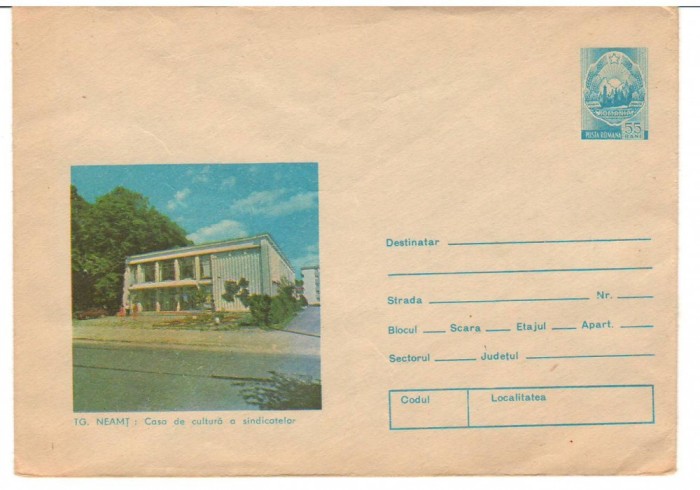 POSTA ROMANA 55 BANI
Destinatar
Strada Nr.
Blocul Scara Etajul Apart.
Sectorul Județul
Codul Localitatea
TG. NEAMȚ : Casa de cultură a sindicatelor